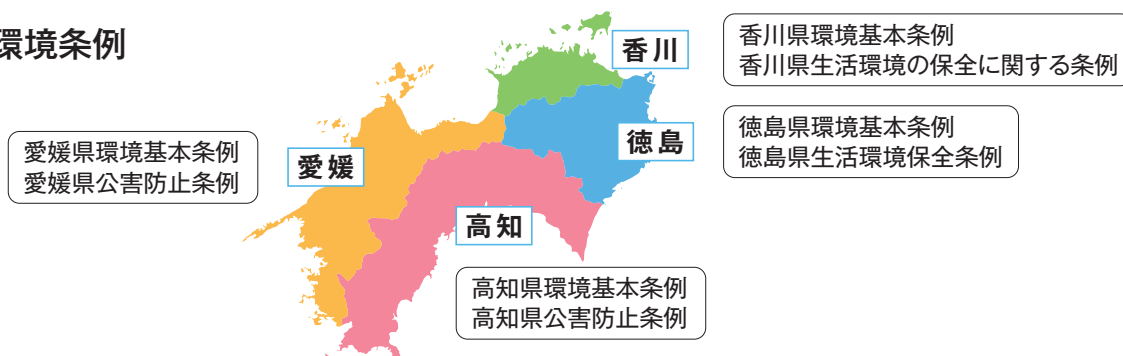 環境条例
香川
香川県環境基本条例
香川県生活環境の保全に関する条例
徳島
徳島県環境基本条例
徳島県生活環境保全条例
愛媛
愛媛県環境基本条例
愛媛県公害防止条例
高知
高知県環境基本条例
高知県公害防止条例